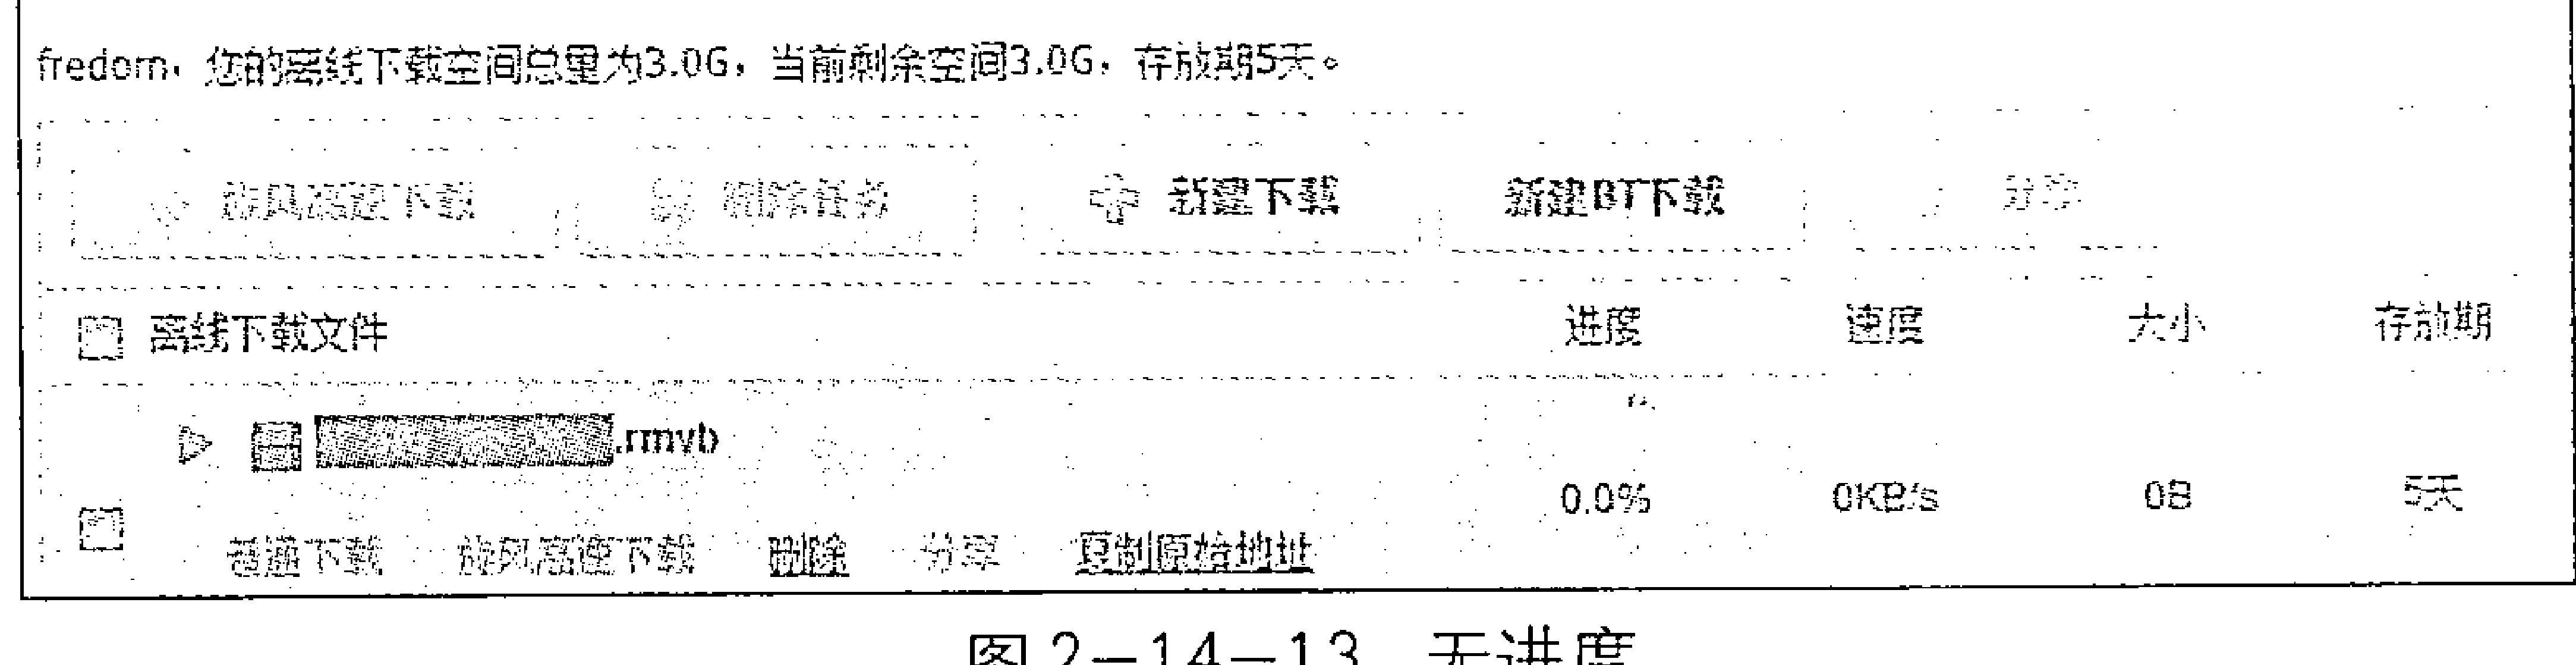 fredom，您的离线下载空间总量为3.0G，当前剩余空间3.0G，存放期5天。
旋风高速下载 删除任务 新建下载 新建BT下载 分享
离线下载文件 进度 速度 大小 存放期
.rmvb
0.0% 0KB/s 0B 5天
普通下载 旋风高速下载 删除 分享 复制原始地址
图2-14-13 无进度